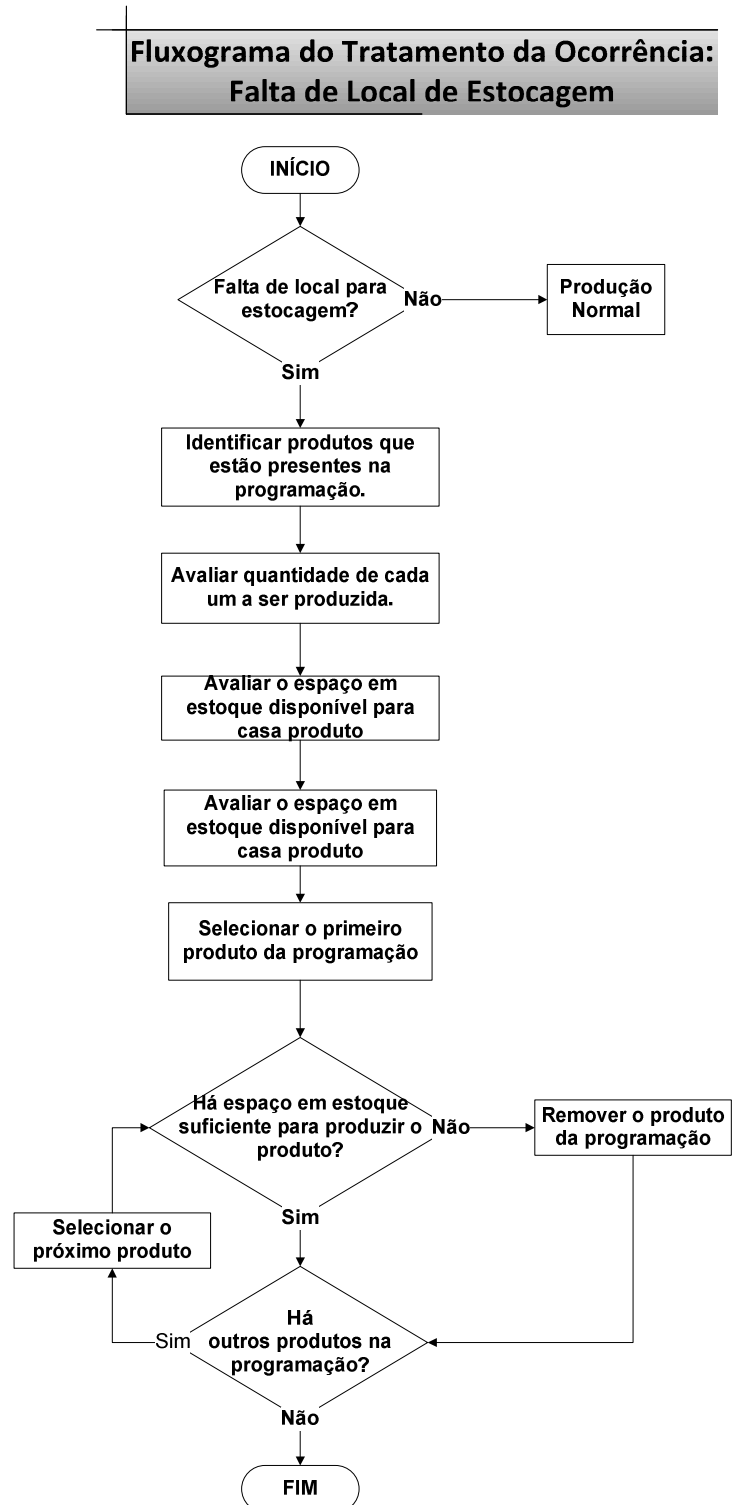 Fluxograma do Tratamento da Ocorrência:
Falta de Local de Estocagem
INÍCIO
Falta de local para
estocagem?
Não
Produção
Normal
Sim
Identificar produtos que
estão presentes na
programação.
Avaliar quantidade de cada
um a ser produzida.
Avaliar o espaço em
estoque disponível para
casa produto
Avaliar o espaço em
estoque disponível para
casa produto
Selecionar o primeiro
produto da programação
Há espaço em estoque
suficiente para produzir o
produto?
Não
Remover o produto
da programação
Sim
Selecionar o
próximo produto
Há
outros produtos na
programação?
Sim
Não
FIM